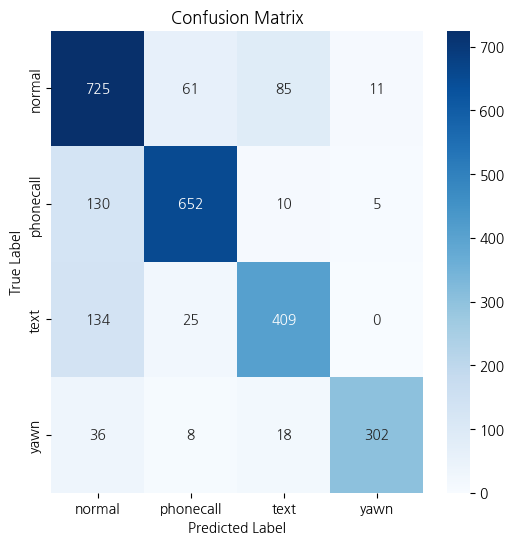 Confusion Matrix
normal 725 61 85 11
phonecall 130 652 10 5
text 134 25 409 0
yawn 36 8 18 302
normal phonecall text yawn
Predicted Label
True Label
700
600
500
400
300
200
100
0